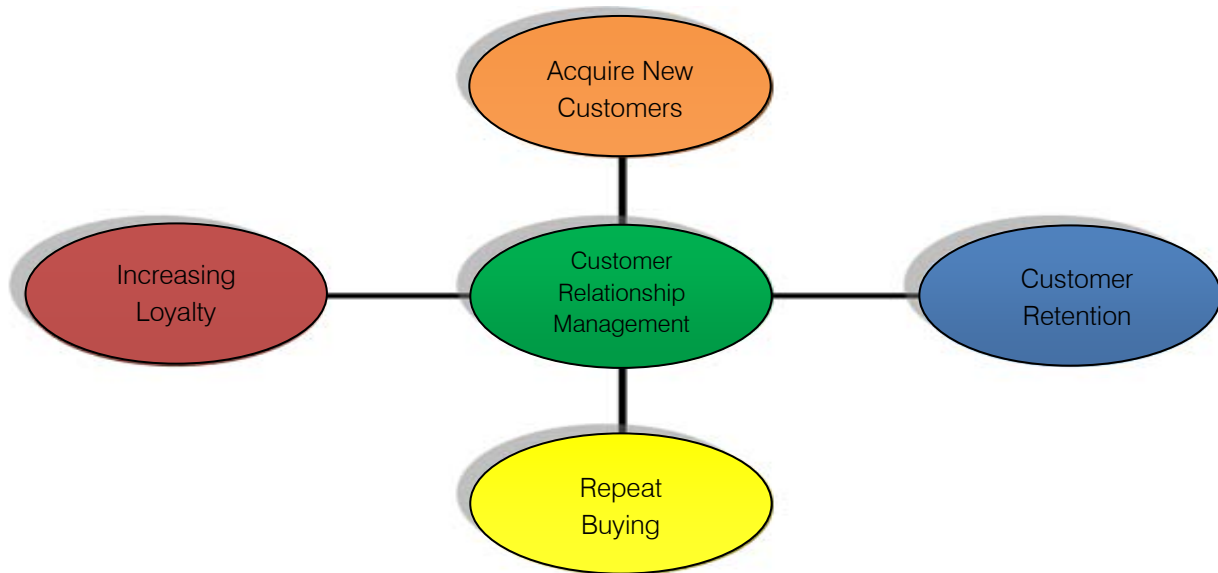 Acquire New
Customers
Increasing
Loyalty
Customer
Relationship
Management
Customer
Retention
Repeat
Buying